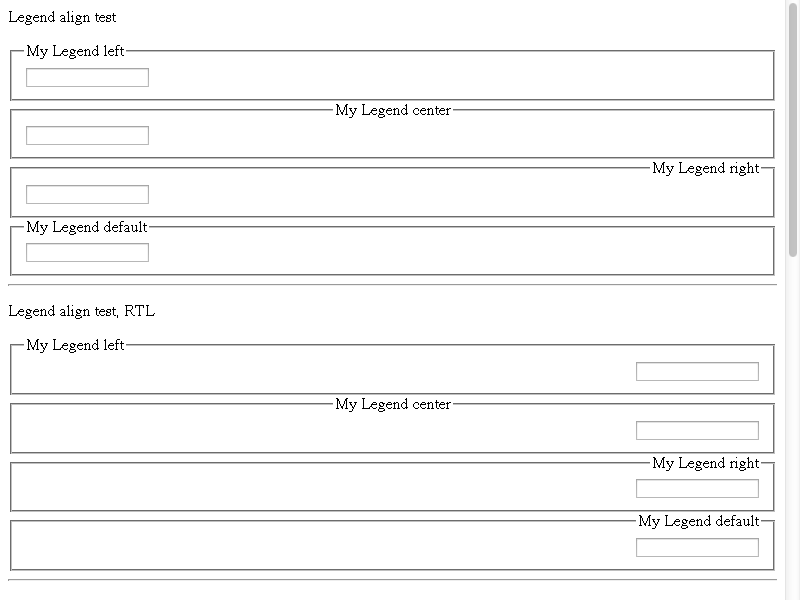 Legend align test
My Legend left
My Legend center
My Legend right
My Legend default
Legend align test, RTL
My Legend left
My Legend center
My Legend right
My Legend default